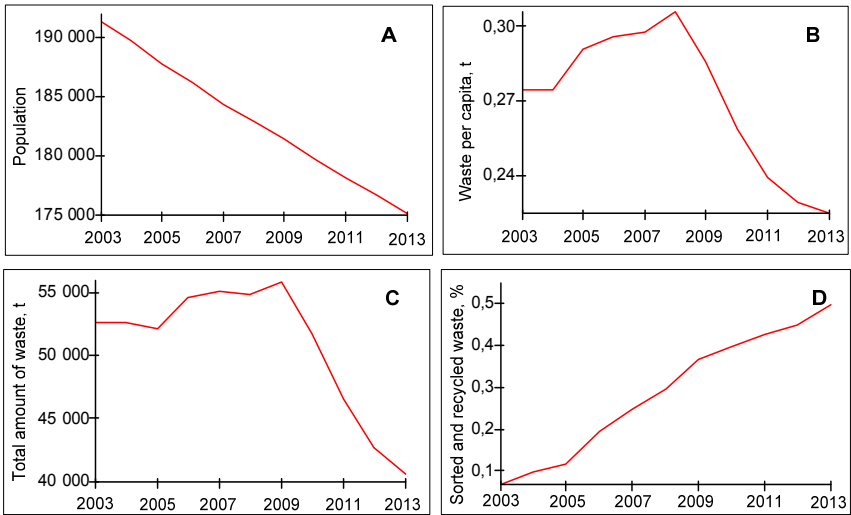 A
Population
190 000
185 000
180 000
175 000
2003 2005 2007 2009 2011 2013
B
Waste per capita, t
0,30
0,27
0,24
2003 2005 2007 2009 2011 2013
C
Total amount of waste, t
55 000
50 000
45 000
40 000
2003 2005 2007 2009 2011 2013
D
Sorted and recycled waste, %
0,5
0,4
0,3
0,2
0,1
2003 2005 2007 2009 2011 2013